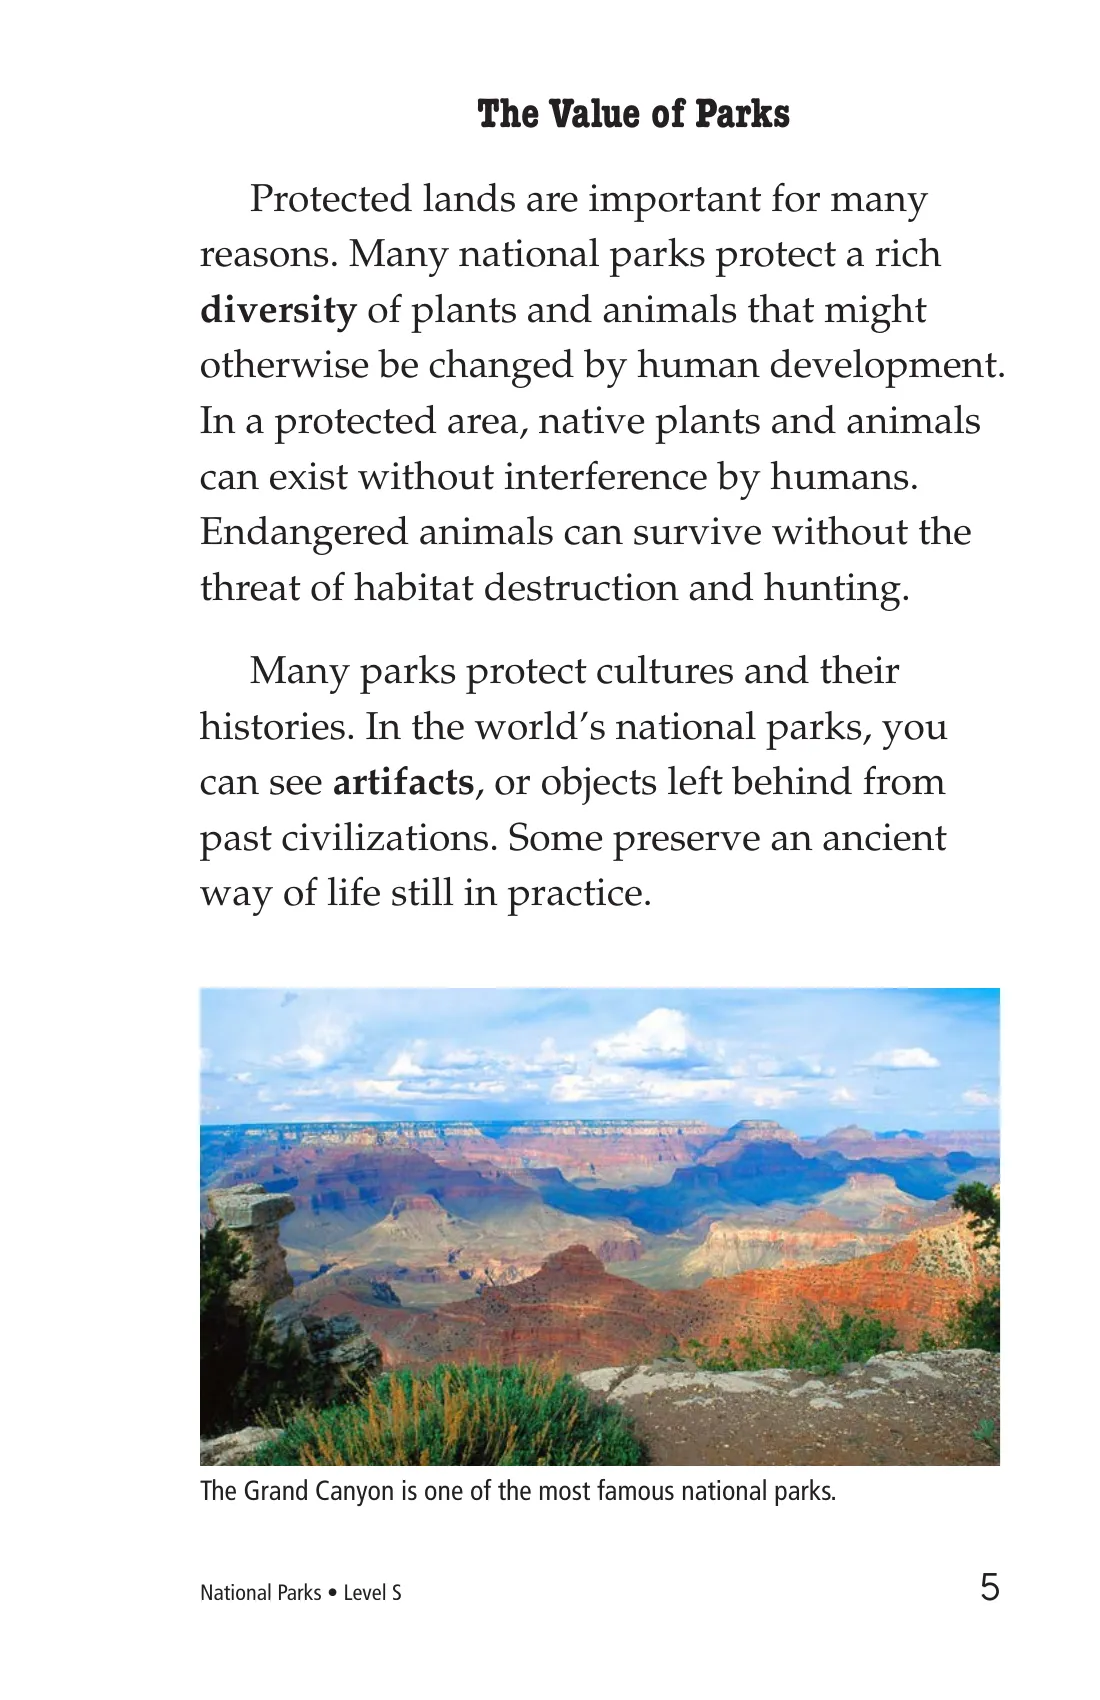 The Value of Parks
Protected lands are important for many
reasons. Many national parks protect a rich
diversity of plants and animals that might
otherwise be changed by human development.
In a protected area, native plants and animals
can exist without interference by humans.
Endangered animals can survive without the
threat of habitat destruction and hunting.
Many parks protect cultures and their
histories. In the world’s national parks, you
can see artifacts, or objects left behind from
past civilizations. Some preserve an ancient
way of life still in practice.
The Grand Canyon is one of the most famous national parks.
National Parks • Level S
5